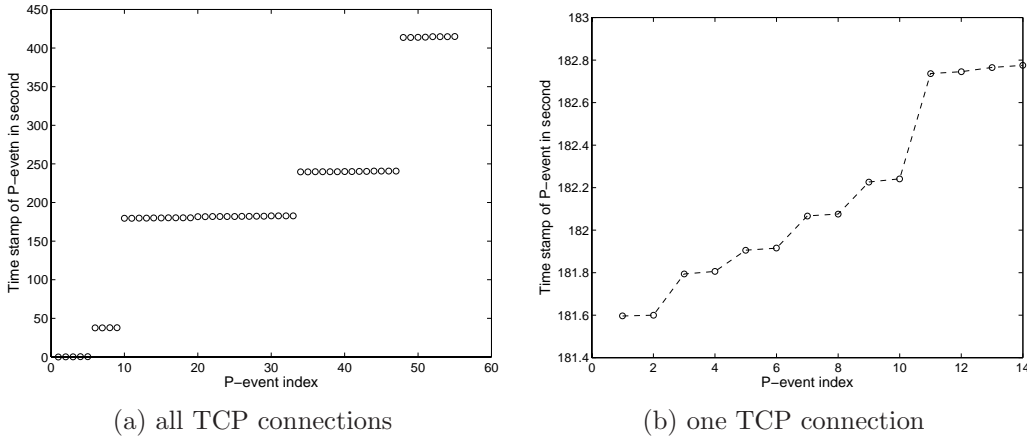 450
400
350
300
250
200
150
100
50
0
Time stamp of P−evetn in second
0 10 20 30 40 50 60
P−event index
(a) all TCP connections
183
182.8
182.6
182.4
182.2
182
181.8
181.6
181.4
Time stamp of P−event in second
0 2 4 6 8 10 12 14
P−event index
(b) one TCP connection